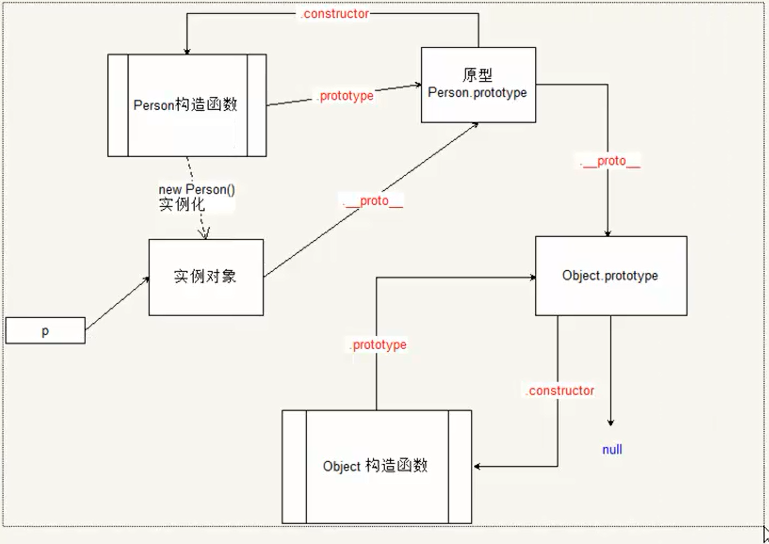 .constructor
原型
Person.prototype
Person构造函数
.prototype
.__proto__
new Person()
实例化
.__proto__
实例对象
Object.prototype
p
.prototype
.constructor
null
Object 构造函数